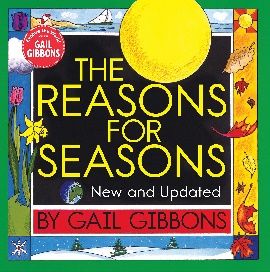 GAIL
GIBBONS
THE
REASONS
FOR
SEASONS
New and Updated
BY GAIL GIBBONS